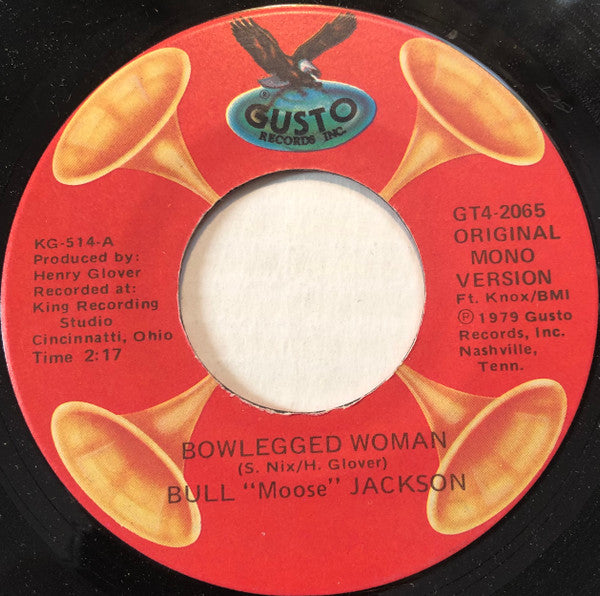 ®
GUSTO
RECORDS INC.
KG-514-A
Produced by:
Henry Glover
Recorded at:
King Recording
Studio
Cincinnatti, Ohio
Time 2:17
GT4-2065
ORIGINAL
MONO
VERSION
Ft. Knox/BMI
℗ 1979 Gusto
Records, Inc.
Nashville,
Tenn.
BOWLEGGED WOMAN
(S. Nix/H. Glover)
BULL "Moose" JACKSON